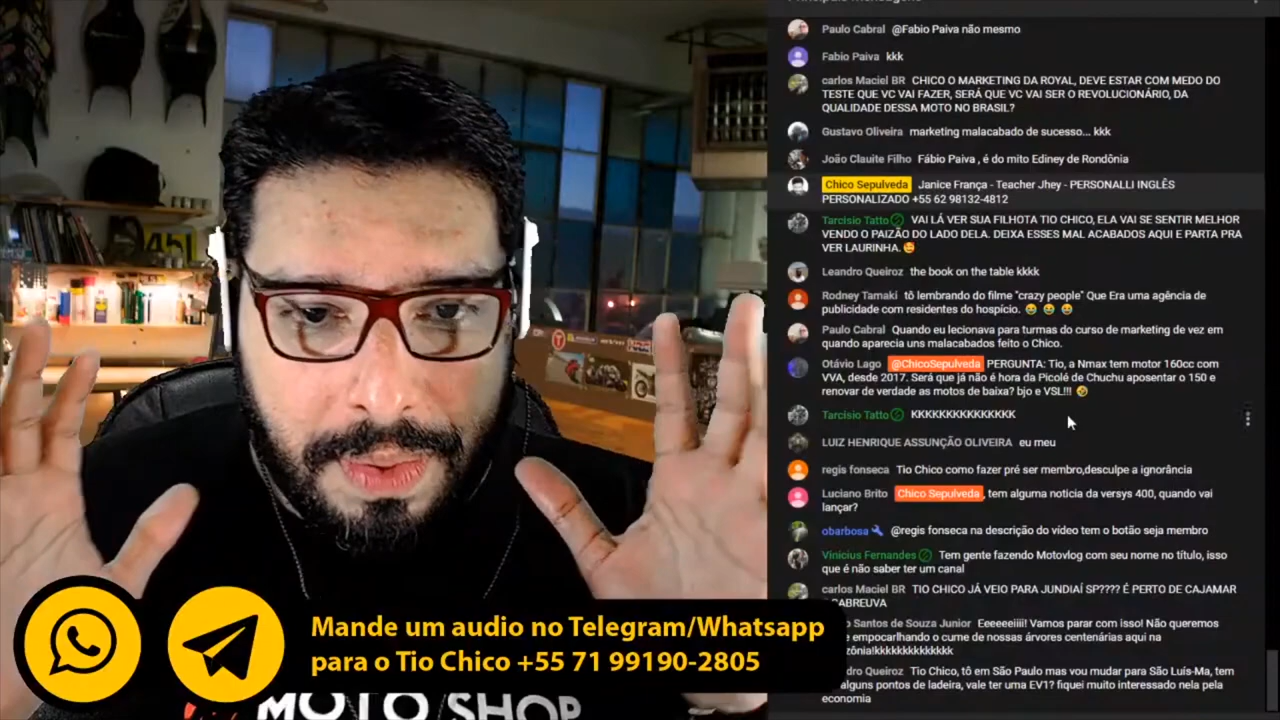 Principais mensagens
Paulo Cabral @Fabio Paiva não mesmo
Fabio Paiva kkk
carlos Maciel BR CHICO O MARKETING DA ROYAL, DEVE ESTAR COM MEDO DO
TESTE QUE VC VAI FAZER, SERÁ QUE VC VAI SER O REVOLUCIONÁRIO, DA
QUALIDADE DESSA MOTO NO BRASIL?
Gustavo Oliveira marketing malacabado de sucesso... kkk
João Clauite Filho Fábio Paiva , é do mito Ediney de Rondônia
Chico Sepulveda Janice França - Teacher Jhey - PERSONALLI INGLÊS
PERSONALIZADO +55 62 98132-4812
Tarcísio Tatto VAI LÁ VER SUA FILHOTA TIO CHICO, ELA VAI SE SENTIR MELHOR
VENDO O PAIZÃO DO LADO DELA. DEIXA ESSES MAL ACABADOS AQUI E PARTA PRA
VER LAURINHA. 🥰
Leandro Queiroz the book on the table kkkk
Rodney Tamaki tô lembrando do filme "crazy people" Que Era uma agência de
publicidade com residentes do hospício. 😂 😂 😂
Paulo Cabral Quando eu lecionava para turmas do curso de marketing de vez em
quando aparecia uns malacabados feito o Chico.
Otávio Lago @ChicoSepulveda PERGUNTA: Tio, a Nmax tem motor 160cc com
VVA, desde 2017. Será que já não é hora da Picolé de Chuchu aposentar o 150 e
renovar de verdade as motos de baixa? bjo e VSL!!! 🤣
Tarcísio Tatto KKKKKKKKKKKKKKKK
LUIZ HENRIQUE ASSUNÇÃO OLIVEIRA eu meu
regis fonseca Tio Chico como fazer pré ser membro,desculpe a ignorância
Luciano Brito Chico Sepulveda, tem alguma noticia da versys 400, quando vai
lançar?
obarbosa @regis fonseca na descrição do vídeo tem o botão seja membro
Vinicius Fernandes Tem gente fazendo Motovlog com seu nome no título, isso
que é não saber ter um canal
carlos Maciel BR TIO CHICO JÁ VEIO PARA JUNDIAÍ SP???? É PERTO DE CAJAMAR
CABREUVA
Santos de Souza Junior Eeeeeeiiii! Vamos parar com isso! Não queremos
empocarlhando o cume de nossas árvores centenárias aqui na
zônia!kkkkkkkkkkkkk
dro Queiroz Tio Chico, tô em São Paulo mas vou mudar para São Luís-Ma, tem
alguns pontos de ladeira, vale ter uma EV1? fiquei muito interessado nela pela
economia
Mande um audio no Telegram/Whatsapp
para o Tio Chico +55 71 99190-2805
MOTO SHOP